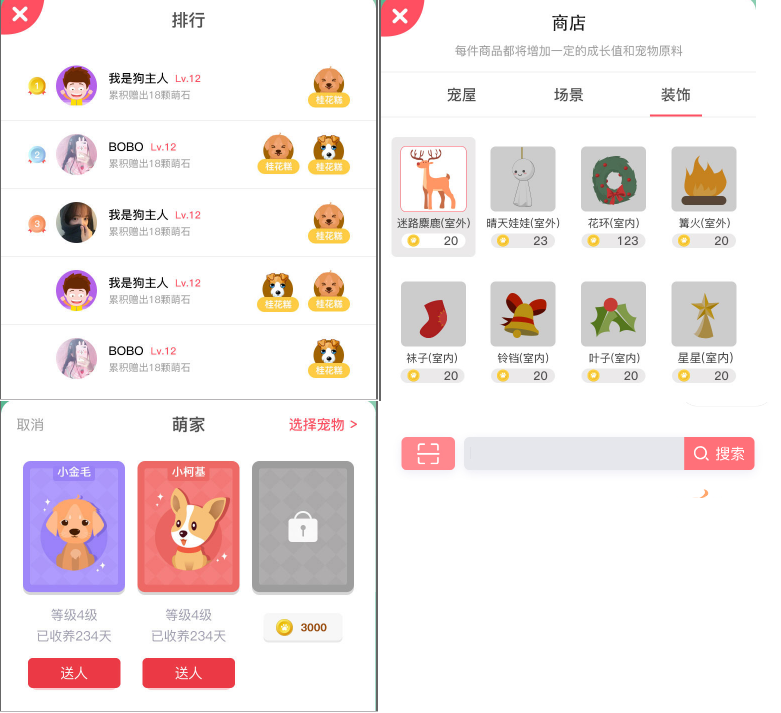 排行
1
我是狗主人 Lv.12
累积赠出18颗萌石
桂花糕
2
BOBO Lv.12
累积赠出18颗萌石
桂花糕 桂花糕
3
我是狗主人 Lv.12
累积赠出18颗萌石
桂花糕
我是狗主人 Lv.12
累积赠出18颗萌石
桂花糕 桂花糕
BOBO Lv.12
累积赠出18颗萌石
桂花糕
商店
每件商品都将增加一定的成长值和宠物原料
宠屋 场景 装饰
迷路麋鹿(室外) 晴天娃娃(室外) 花环(室内) 篝火(室外)
20 23 123 20
袜子(室内) 铃铛(室内) 叶子(室内) 星星(室内)
20 20 20 20
取消 萌家 选择宠物 >
小金毛 小柯基
等级4级 等级4级
已收养234天 已收养234天
3000
送人 送人
搜索